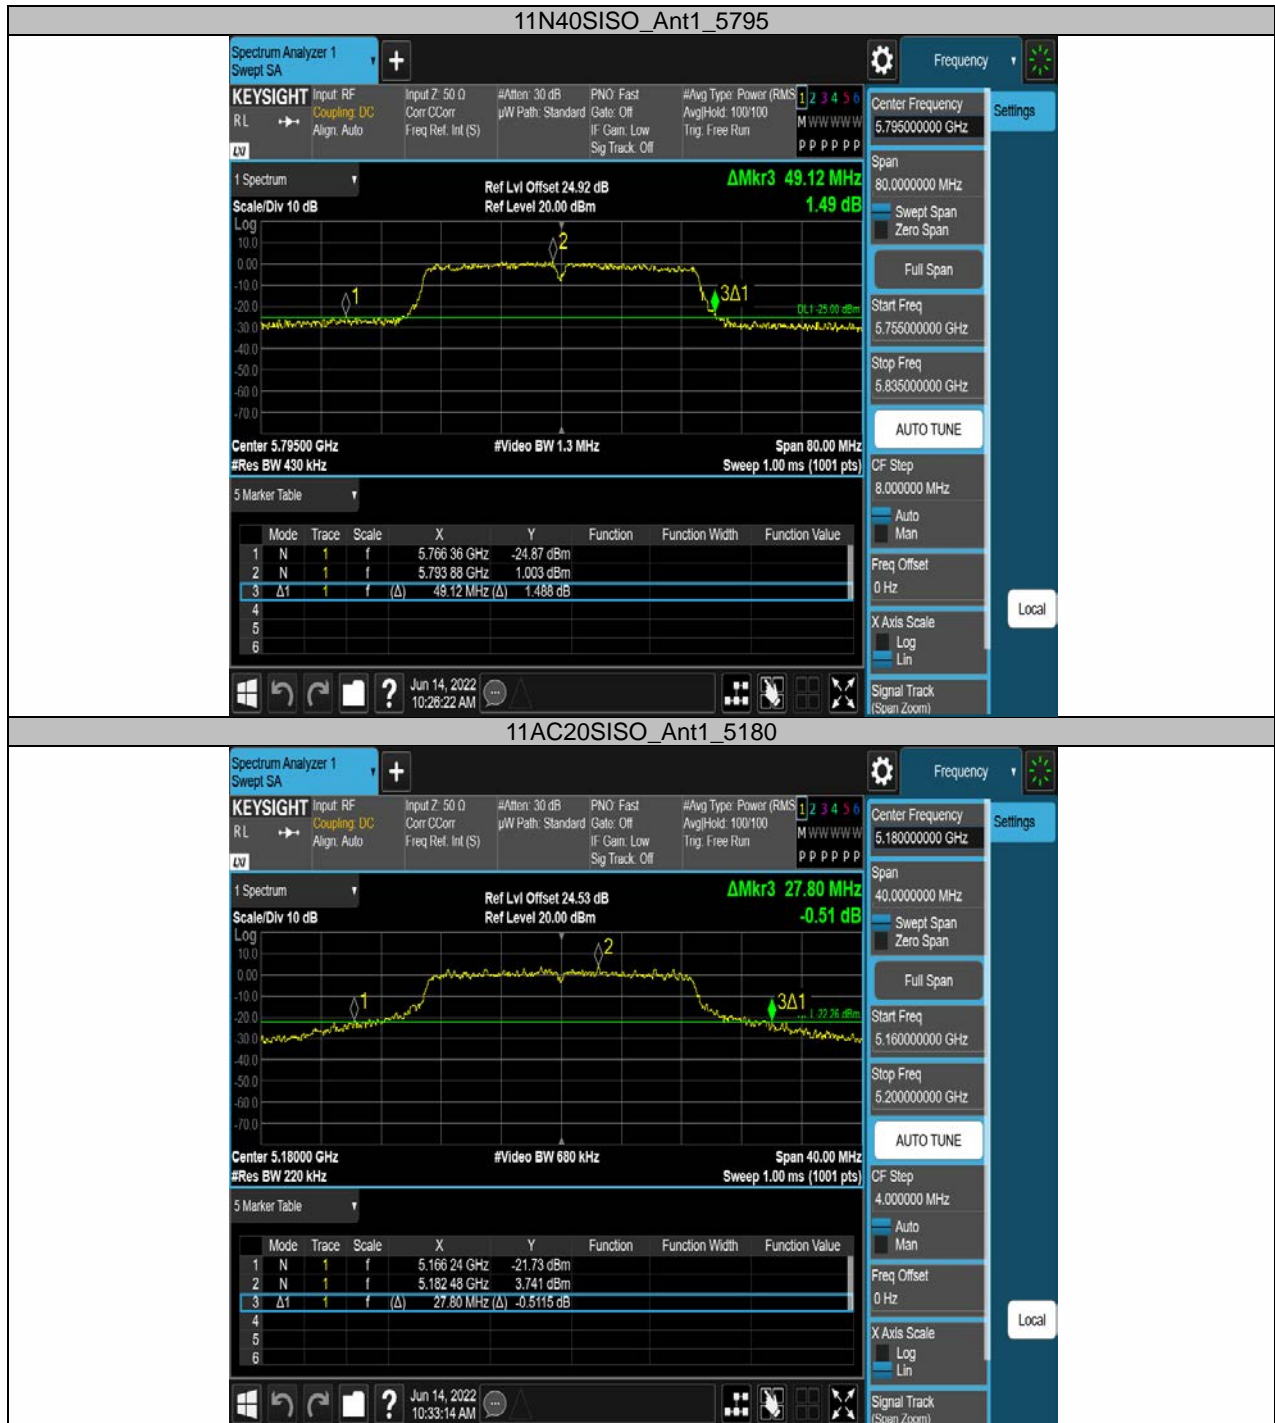 11N40SISO_Ant1_5795
Spectrum Analyzer 1
Swept SA
+
Frequency
KEYSIGHT
RL
LXI
Input: RF
Coupling: DC
Align: Auto
Input Z: 50 Ω
Corr CCorr
Freq Ref: Int (S)
#Atten: 30 dB
µW Path: Standard
PNO: Fast
Gate: Off
IF Gain: Low
Sig Track: Off
#Avg Type: Power (RMS
Avg|Hold: 100/100
Trig: Free Run
1 2 3 4 5 6
M W W W W W
P P P P P P
Center Frequency
5.795000000 GHz
Settings
Span
80.0000000 MHz
Swept Span
Zero Span
Full Span
Start Freq
5.755000000 GHz
Stop Freq
5.835000000 GHz
AUTO TUNE
CF Step
8.000000 MHz
Auto
Man
Freq Offset
0 Hz
X Axis Scale
Log
Lin
Signal Track
(Span Zoom)
Local
1 Spectrum
Scale/Div 10 dB
Ref Lvl Offset 24.92 dB
Ref Level 20.00 dBm
ΔMkr3 49.12 MHz
1.49 dB
Log
10.0
0.00
-10.0
-20.0
-30.0
-40.0
-50.0
-60.0
-70.0
1
2
3Δ1
DL1 -25.00 dBm
Center 5.79500 GHz
#Video BW 1.3 MHz
Span 80.00 MHz
#Res BW 430 kHz
Sweep 1.00 ms (1001 pts)
5 Marker Table
Mode Trace Scale X Y Function Function Width Function Value
1 N 1 f 5.766 36 GHz -24.87 dBm
2 N 1 f 5.793 88 GHz 1.003 dBm
3 Δ1 1 f (Δ) 49.12 MHz (Δ) 1.488 dB
4
5
6
?
Jun 14, 2022
10:26:22 AM
11AC20SISO_Ant1_5180
Spectrum Analyzer 1
Swept SA
+
Frequency
KEYSIGHT
RL
LXI
Input: RF
Coupling: DC
Align: Auto
Input Z: 50 Ω
Corr CCorr
Freq Ref: Int (S)
#Atten: 30 dB
µW Path: Standard
PNO: Fast
Gate: Off
IF Gain: Low
Sig Track: Off
#Avg Type: Power (RMS
Avg|Hold: 100/100
Trig: Free Run
1 2 3 4 5 6
M W W W W W
P P P P P P
Center Frequency
5.180000000 GHz
Settings
Span
40.0000000 MHz
Swept Span
Zero Span
Full Span
Start Freq
5.160000000 GHz
Stop Freq
5.200000000 GHz
AUTO TUNE
CF Step
4.000000 MHz
Auto
Man
Freq Offset
0 Hz
X Axis Scale
Log
Lin
Signal Track
(Span Zoom)
Local
1 Spectrum
Scale/Div 10 dB
Ref Lvl Offset 24.53 dB
Ref Level 20.00 dBm
ΔMkr3 27.80 MHz
-0.51 dB
Log
10.0
0.00
-10.0
-20.0
-30.0
-40.0
-50.0
-60.0
-70.0
1
2
3Δ1
-22.26 dBm
Center 5.18000 GHz
#Video BW 680 kHz
Span 40.00 MHz
#Res BW 220 kHz
Sweep 1.00 ms (1001 pts)
5 Marker Table
Mode Trace Scale X Y Function Function Width Function Value
1 N 1 f 5.166 24 GHz -21.73 dBm
2 N 1 f 5.182 48 GHz 3.741 dBm
3 Δ1 1 f (Δ) 27.80 MHz (Δ) -0.5115 dB
4
5
6
?
Jun 14, 2022
10:33:14 AM